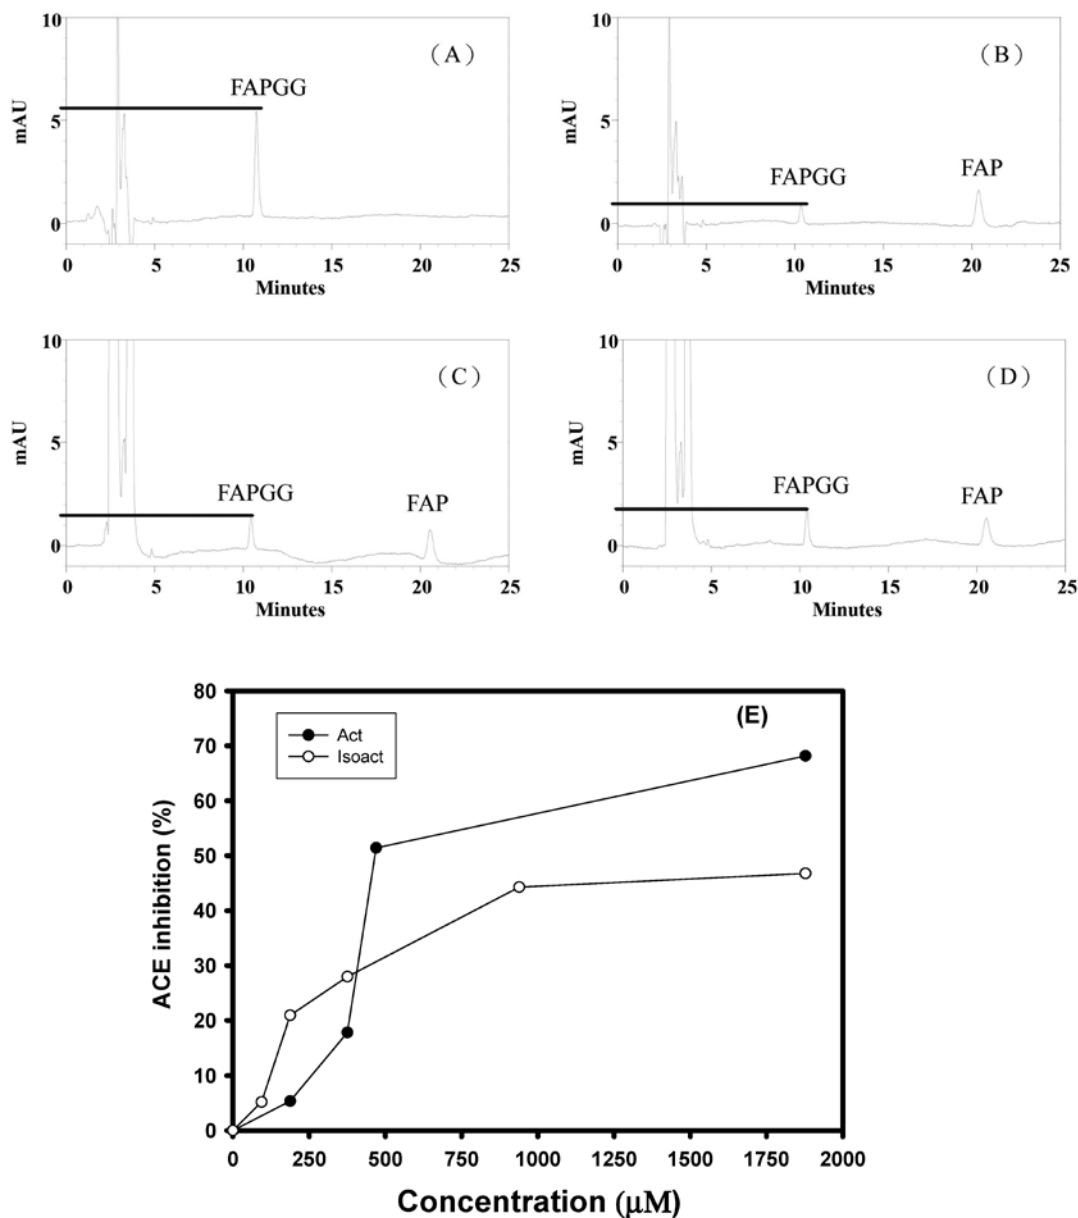 10
(A)
FAPGG
mAU
5
0
0 5 10 15 20 25
Minutes
10
(B)
mAU
5
FAPGG FAP
0
0 5 10 15 20 25
Minutes
10
(C)
mAU
5
FAPGG FAP
0
0 5 10 15 20 25
Minutes
10
(D)
mAU
5
FAPGG FAP
0
0 5 10 15 20 25
Minutes
(E)
Act
Isoact
ACE inhibition (%)
80
70
60
50
40
30
20
10
0
0 250 500 750 1000 1250 1500 1750 2000
Concentration (μM)